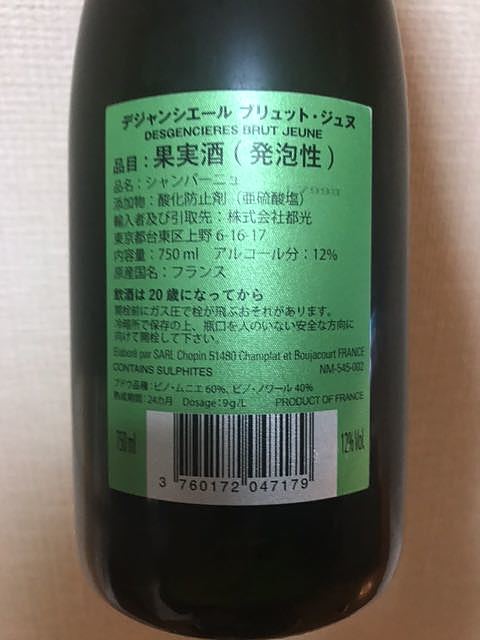 デジャンシエール ブリュット・ジュヌ
DESGENCIERES BRUT JEUNE
品目：果実酒（発泡性）
品名：シャンパーニュ
添加物：酸化防止剤（亜硫酸塩）
輸入者及び引取先：株式会社都光
東京都台東区上野 6-16-17
内容量：750 ml アルコール分：12%
原産国名：フランス
飲酒は20歳になってから
開栓前にガス圧で栓が飛ぶおそれがあります。
冷暗所で保存の上、瓶口を人のいない安全な方向に
向けて開栓して下さい。
Elaboré par SARL Chopin 51480 Champlat et Boujacourt FRANCE
CONTAINS SULPHITES NM-545-002
ブドウ品種：ピノ・ムニエ 60%、ピノ・ノワール 40%
熟成期間：24カ月 Dosage：9g/L PRODUCT OF FRANCE
750 ml
12% Vol.
3 760172 047179